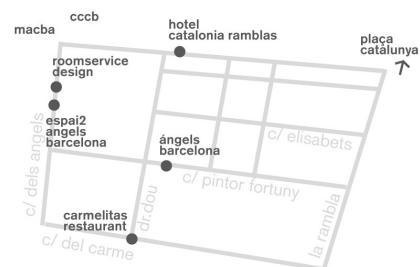 cccb
macba
hotel
catalonia ramblas
plaça
catalunya
roomservice
design
espai2
angels
barcelona
ángels
barcelona
c/ elisabets
c/ pintor fortuny
c/ dels angels
dr.dou
la rambla
carmelitas
restaurant
c/ del carme